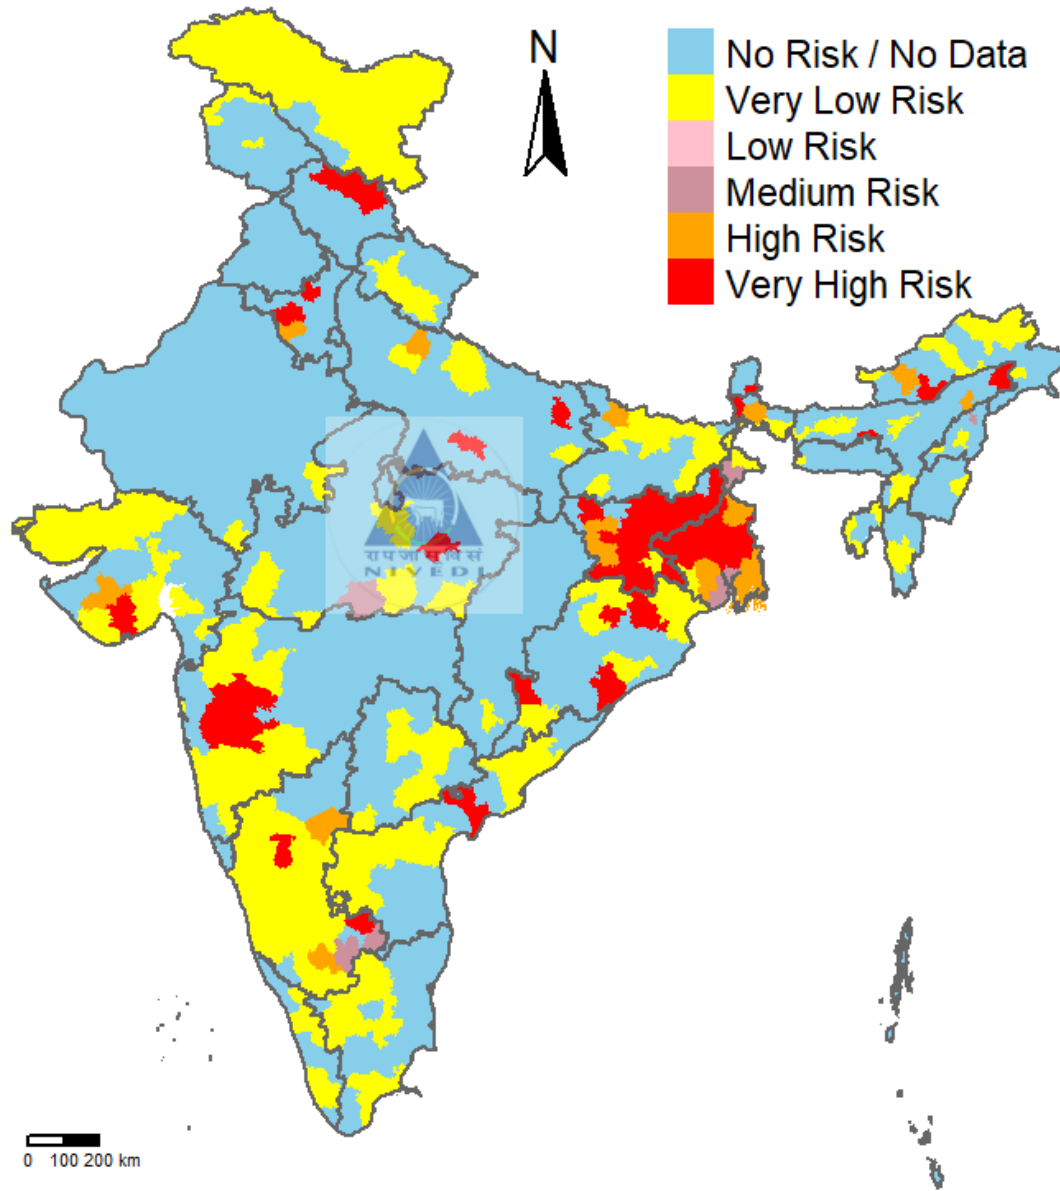 N
No Risk / No Data
Very Low Risk
Low Risk
Medium Risk
High Risk
Very High Risk
रा प जा सू वि सं
NIVEDI
0 100 200 km